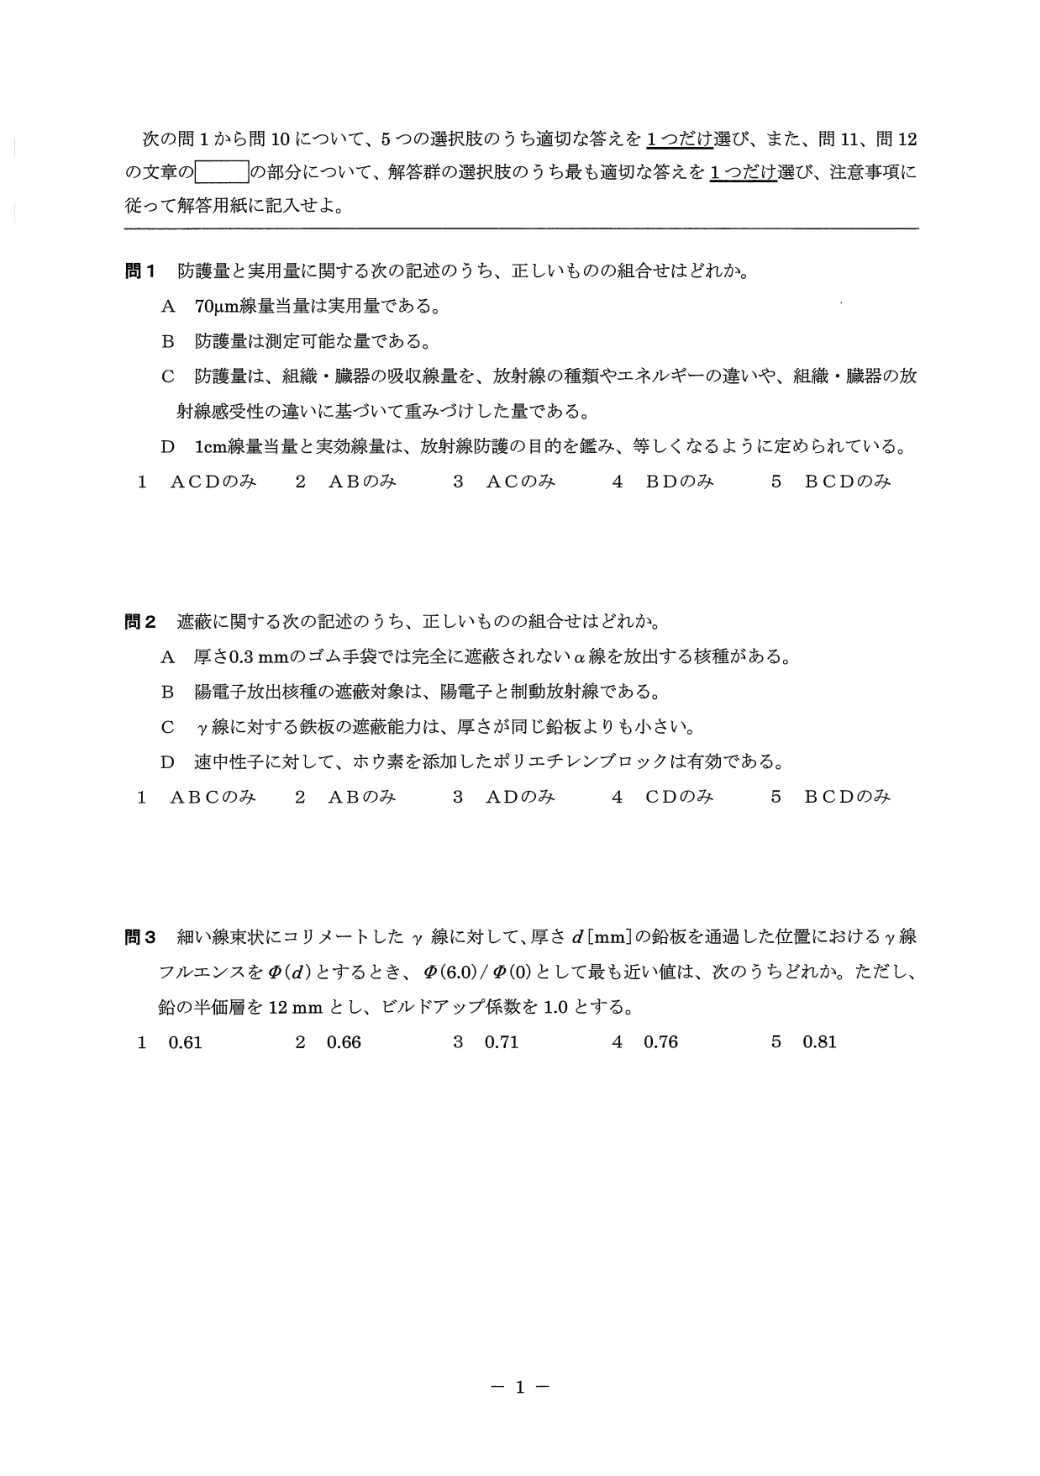 次の問 1 から問 10 について、5 つの選択肢のうち適切な答えを 1 つだけ選び、また、問 11、問 12
の文章の の部分について、解答群の選択肢のうち最も適切な答えを 1 つだけ選び、注意事項に
従って解答用紙に記入せよ。
問 1 防護量と実用量に関する次の記述のうち、正しいものの組合せはどれか。
A 70μm線量当量は実用量である。
B 防護量は測定可能な量である。
C 防護量は、組織・臓器の吸収線量を、放射線の種類やエネルギーの違いや、組織・臓器の放
射線感受性の違いに基づいて重みづけした量である。
D 1cm線量当量と実効線量は、放射線防護の目的を鑑み、等しくなるように定められている。
1 ACDのみ 2 ABのみ 3 ACのみ 4 BDのみ 5 BCDのみ
問 2 遮蔽に関する次の記述のうち、正しいものの組合せはどれか。
A 厚さ0.3 mmのゴム手袋では完全に遮蔽されないα線を放出する核種がある。
B 陽電子放出核種の遮蔽対象は、陽電子と制動放射線である。
C γ線に対する鉄板の遮蔽能力は、厚さが同じ鉛板よりも小さい。
D 速中性子に対して、ホウ素を添加したポリエチレンブロックは有効である。
1 ABCのみ 2 ABのみ 3 ADのみ 4 CDのみ 5 BCDのみ
問 3 細い線束状にコリメートした γ 線に対して、厚さ d [mm]の鉛板を通過した位置におけるγ線
フルエンスをΦ(d)とするとき、Φ(6.0)/Φ(0)として最も近い値は、次のうちどれか。ただし、
鉛の半価層を 12 mm とし、ビルドアップ係数を 1.0 とする。
1 0.61 2 0.66 3 0.71 4 0.76 5 0.81
－ 1 －